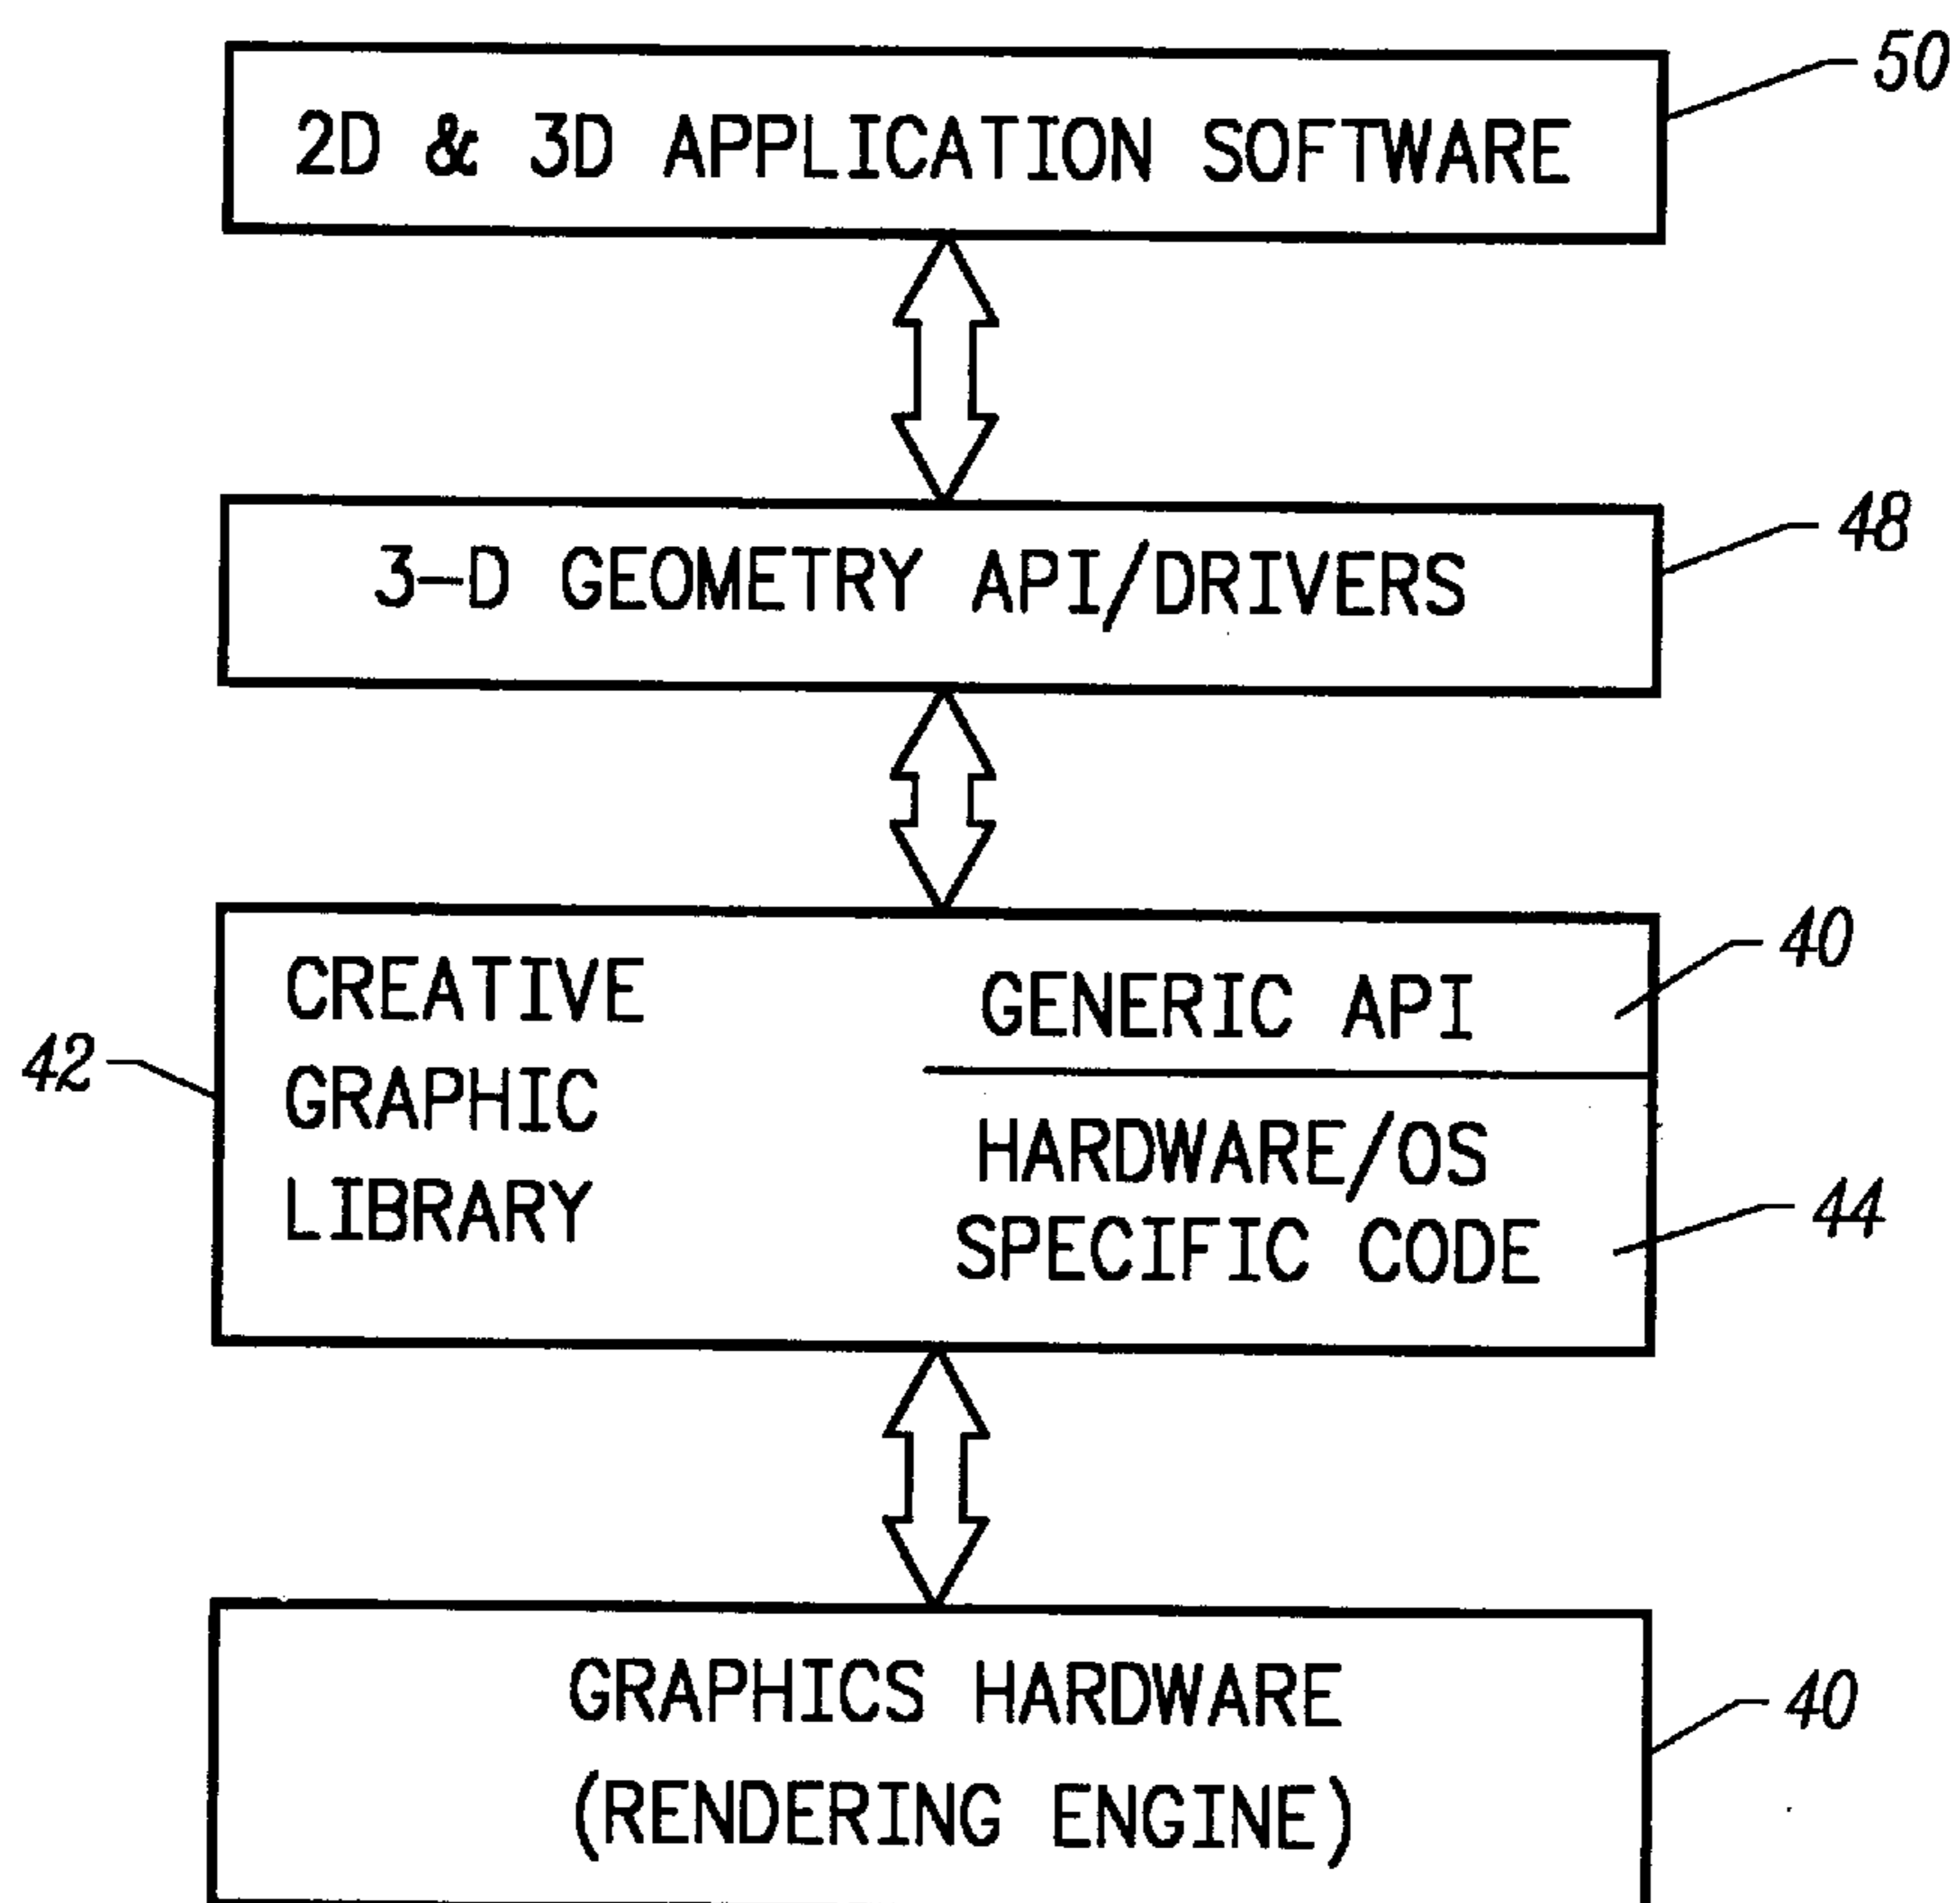 50
2D & 3D APPLICATION SOFTWARE
48
3-D GEOMETRY API/DRIVERS
40
CREATIVE
GRAPHIC
LIBRARY
42
GENERIC API
HARDWARE/OS
SPECIFIC CODE
44
GRAPHICS HARDWARE
(RENDERING ENGINE)
40